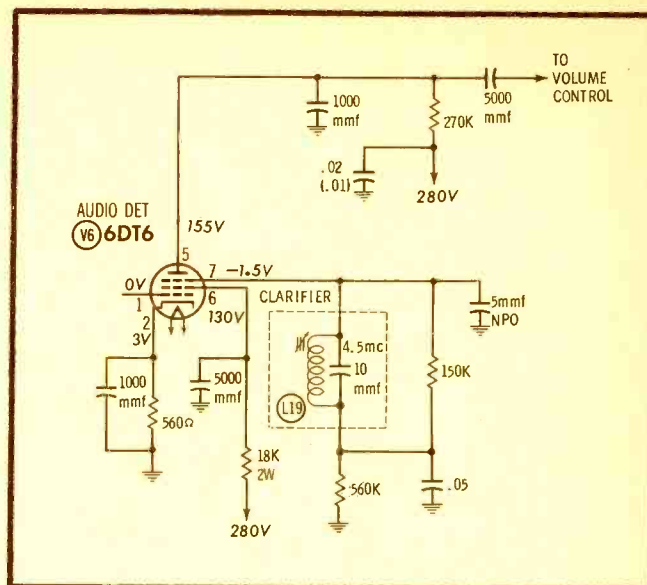 TO
VOLUME
CONTROL
1000
mmf
5000
mmf
270K
.02
(.01)
280V
AUDIO DET
V6 6DT6
155V
5
7 -1.5V
0V
1
6
130V
2
3V
CLARIFIER
5mmf
NPO
4.5mc
10
mmf
150K
L19
1000
mmf
5000
mmf
560Ω
18K
2W
560K
.05
280V